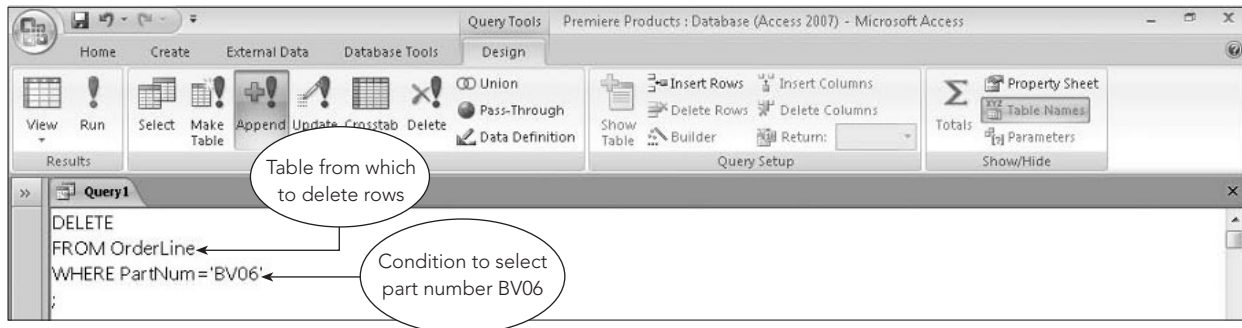 Query Tools Premiere Products : Database (Access 2007) - Microsoft Access
Home Create External Data Database Tools Design
View Run Select Make Table Append Update Crosstab Delete
Union
Pass-Through
Data Definition
Show Table
Insert Rows
Delete Rows
Builder
Insert Columns
Delete Columns
Return:
Totals
Property Sheet
XYZ Table Names
[?] Parameters
Results Query Setup Show/Hide
Query1
DELETE
FROM OrderLine
WHERE PartNum='BV06'
;
Table from which
to delete rows
Condition to select
part number BV06